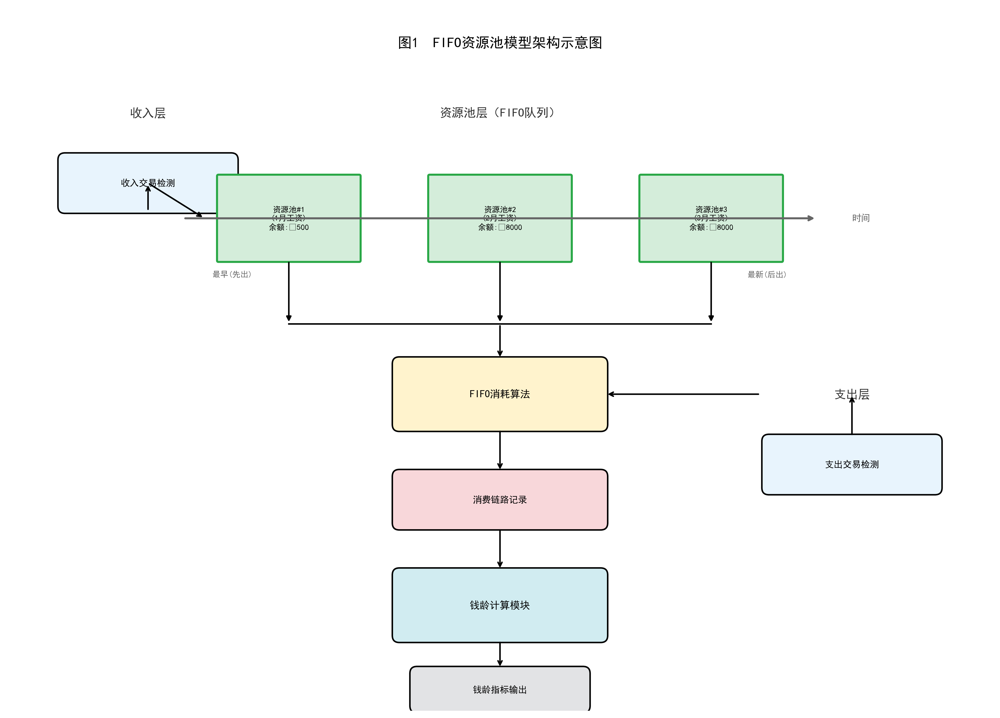 图1　FIFO资源池模型架构示意图
收入层
资源池层（FIFO队列）
收入交易检测
资源池#1
(1月工资)
余额:□500
资源池#2
(2月工资)
余额:□8000
资源池#3
(3月工资)
余额:□8000
时间
最早(先出)
最新(后出)
FIFO消耗算法
支出层
支出交易检测
消费链路记录
钱龄计算模块
钱龄指标输出